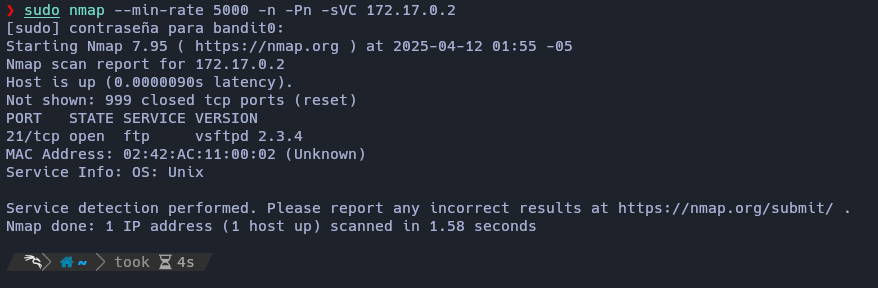 ❯ sudo nmap --min-rate 5000 -n -Pn -sVC 172.17.0.2
[sudo] contraseña para bandit0:
Starting Nmap 7.95 ( https://nmap.org ) at 2025-04-12 01:55 -05
Nmap scan report for 172.17.0.2
Host is up (0.0000090s latency).
Not shown: 999 closed tcp ports (reset)
PORT   STATE SERVICE VERSION
21/tcp open  ftp     vsftpd 2.3.4
MAC Address: 02:42:AC:11:00:02 (Unknown)
Service Info: OS: Unix

Service detection performed. Please report any incorrect results at https://nmap.org/submit/ .
Nmap done: 1 IP address (1 host up) scanned in 1.58 seconds

~ took 4s